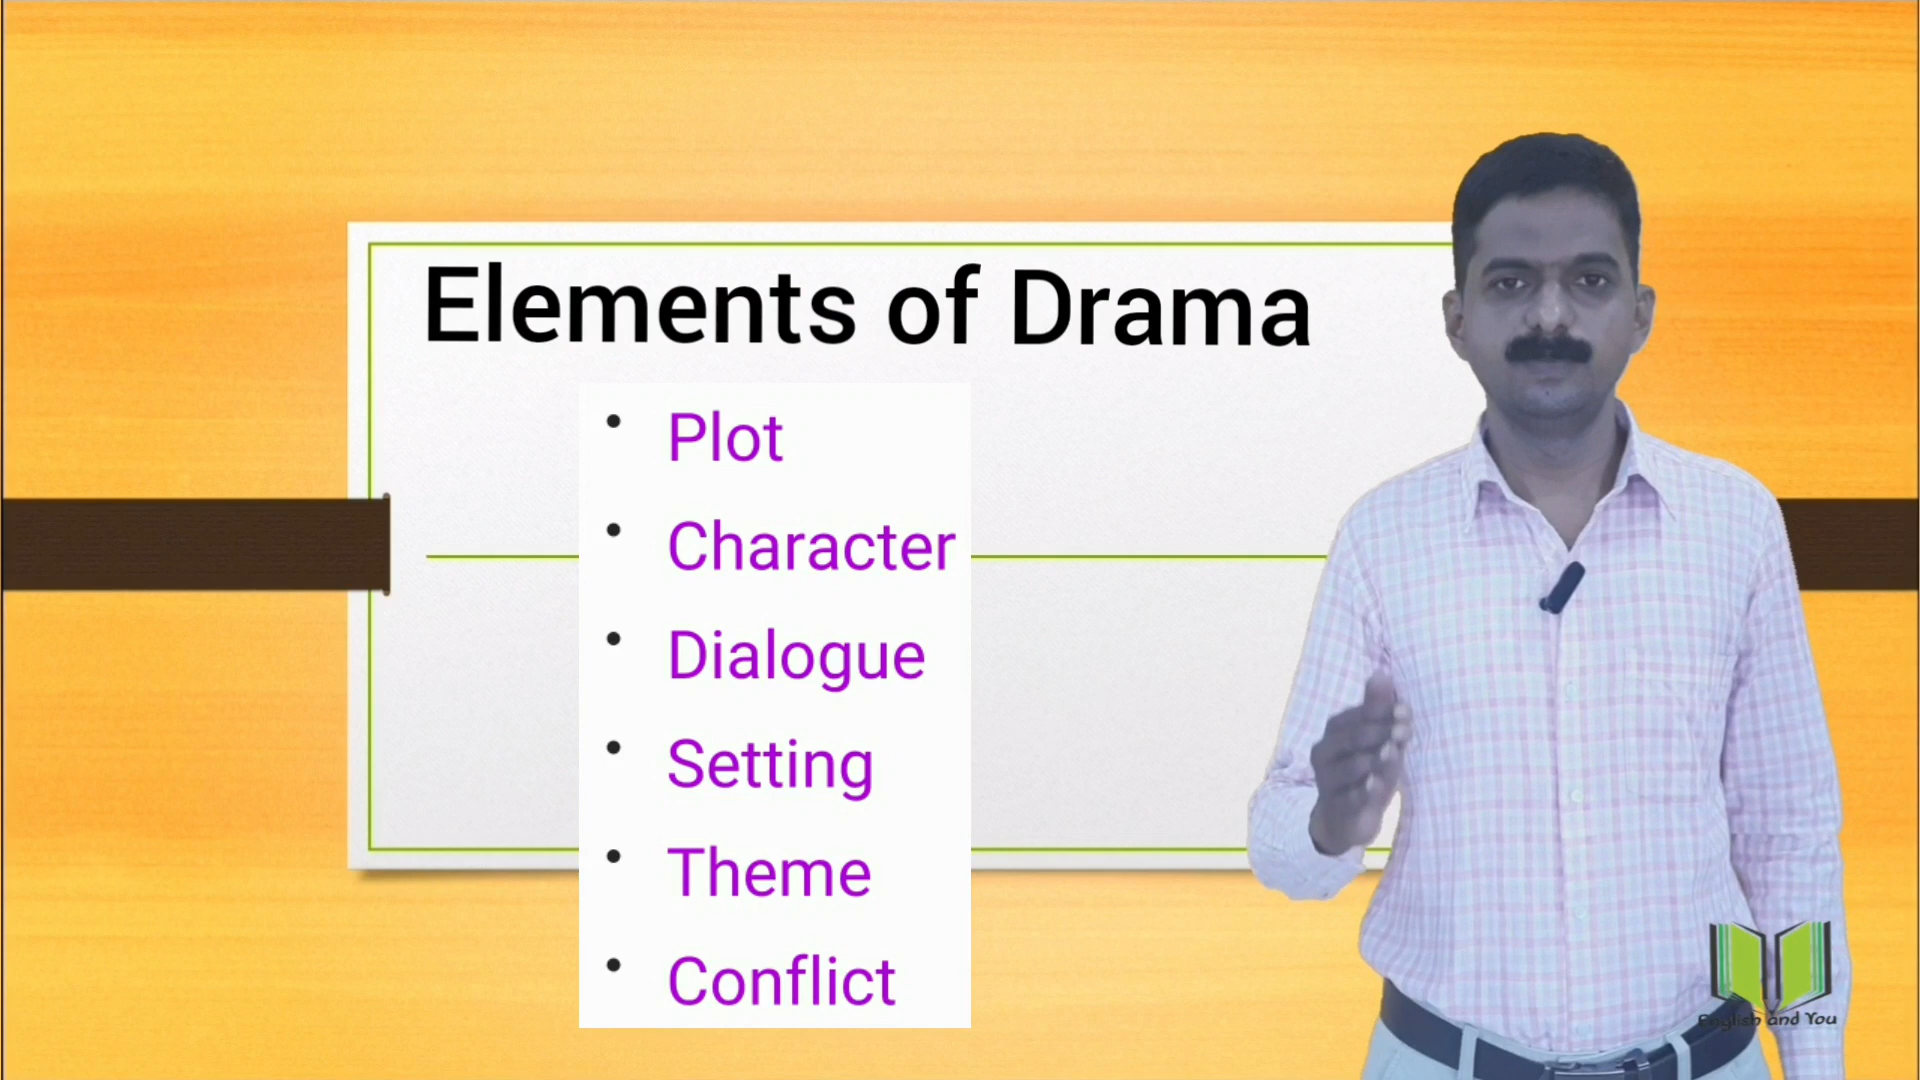 Elements of Drama
• Plot
• Character
• Dialogue
• Setting
• Theme
• Conflict
English and You